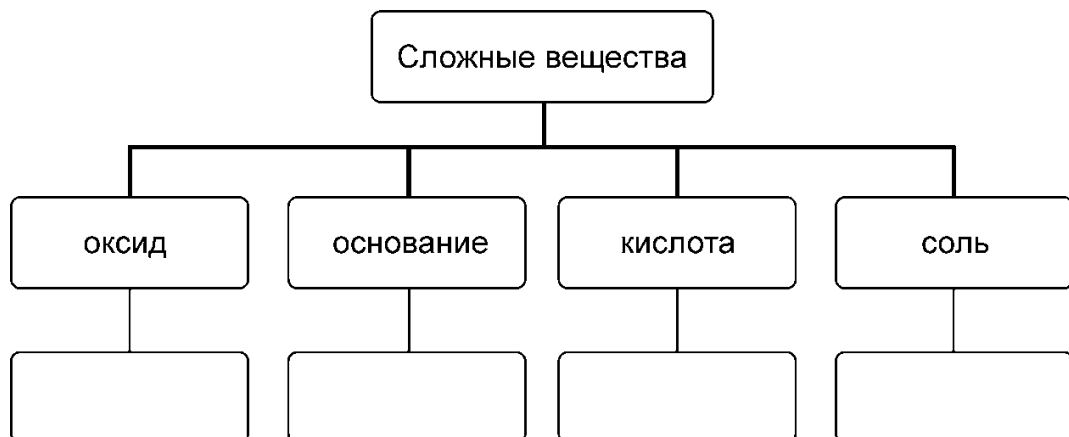 Сложные вещества
оксид
основание
кислота
соль